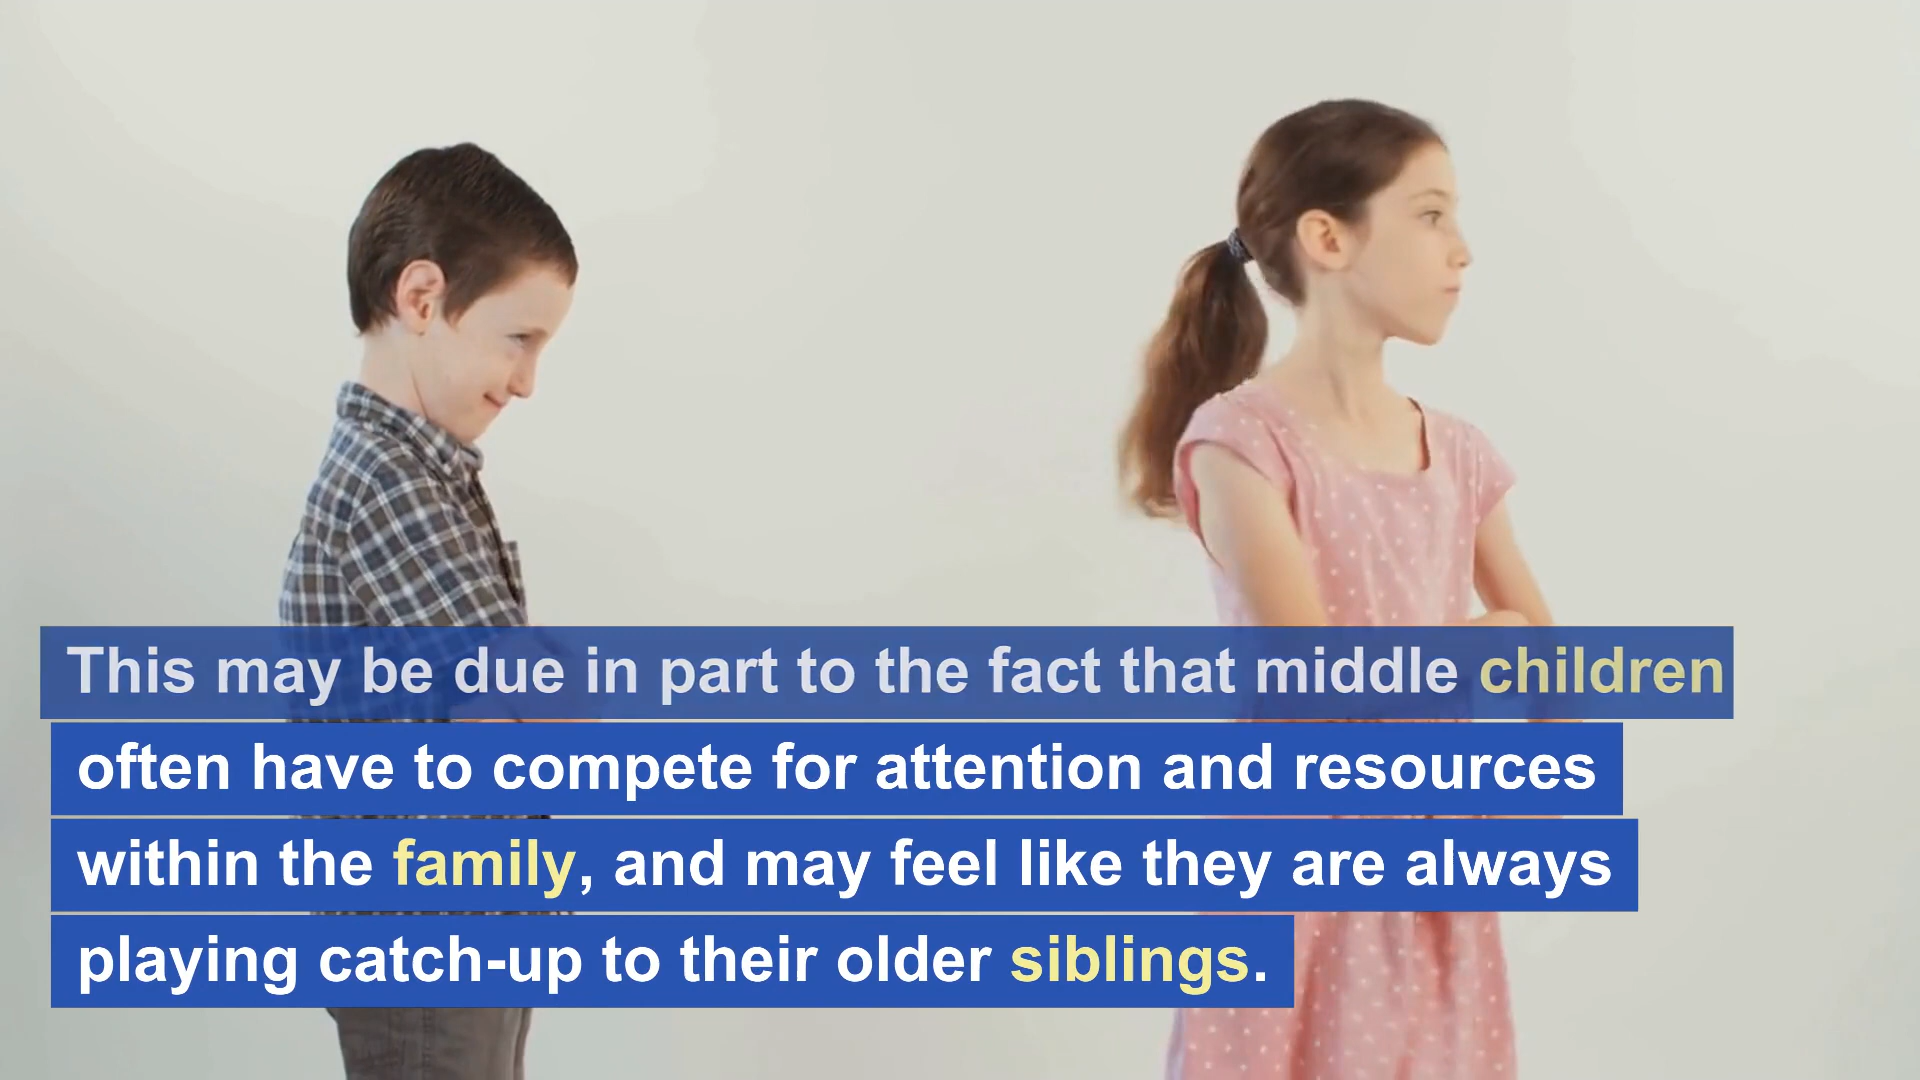 This may be due in part to the fact that middle children
often have to compete for attention and resources
within the family, and may feel like they are always
playing catch-up to their older siblings.